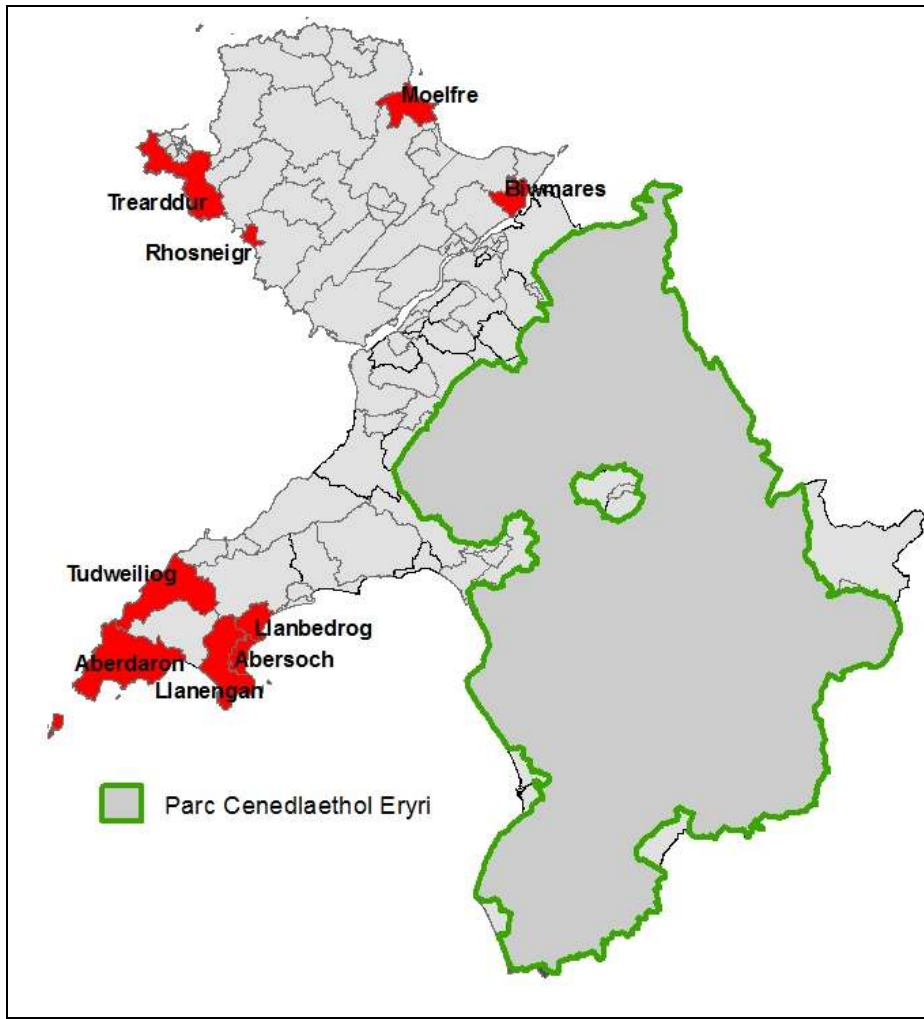 Moelfre
Biwmares
Trearddur
Rhosneigr
Tudweiliog
Llanbedrog
Aberdaron
Abersoch
Llanengan
Parc Cenedlaethol Eryri